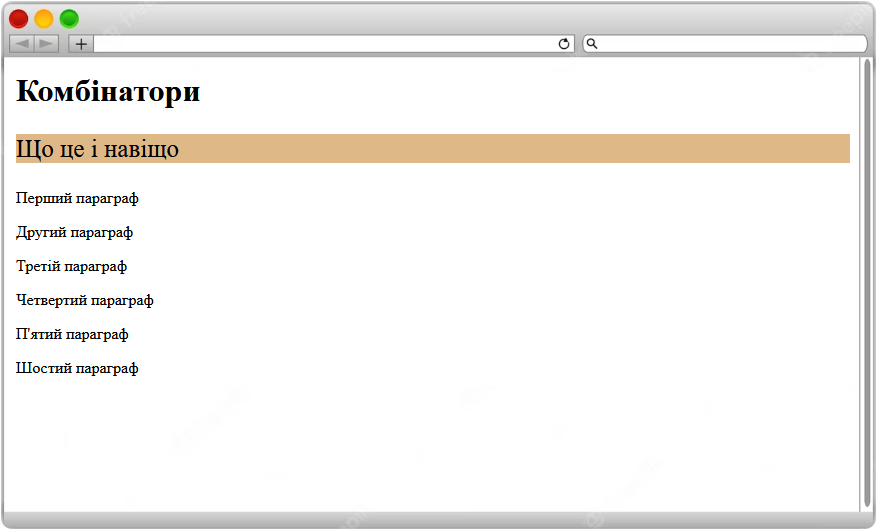 Комбінатори
Що це і навіщо
Перший параграф
Другий параграф
Третій параграф
Четвертий параграф
П'ятий параграф
Шостий параграф